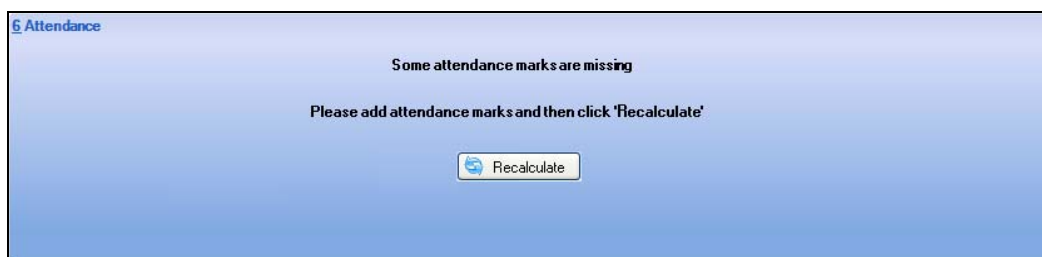 6 Attendance
Some attendance marks are missing
Please add attendance marks and then click 'Recalculate'
Recalculate